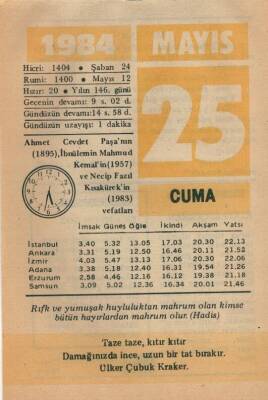 1984 MAYIS
Hicri: 1404 • Şaban 24
Rumi: 1400 • Mayıs 12
Hızır: 20 • Yılın 146. günü
Gecenin devamı: 9 s. 02 d.
Gündüzün devamı:14 s. 58 d.
Gündüzün uzayışı: 1 dakika
25
Ahmet Cevdet Paşa'nın
(1895), İbnülemin Mahmud
Kemal'in (1957)
ve Necip Fazıl
Kısakürek'in
(1983)
vefatları
CUMA
İmsak Güneş Öğle İkindi Akşam Yatsı
İstanbul 3,40 5.32 13.05 17,03 20.30 22,13
Ankara 3.31 5.19 12.50 16,46 20.11 21.52
İzmir 4.03 5.47 13.13 17.06 20.30 22.06
Adana 3.38 5.18 12.40 16.31 19.54 21.26
Erzurum 2.58 4.46 12.16 16.12 19.38 21.18
Samsun 3,09 5.02 12.36 16.34 20.01 21.46
Rıfk ve yumuşak huyluluktan mahrum olan kimse
bütün hayırlardan mahrum olur. (Hadis)
Taze taze, kıtır kıtır
Damağınızda ince, uzun bir tat bırakır.
Ülker Çubuk Kraker.